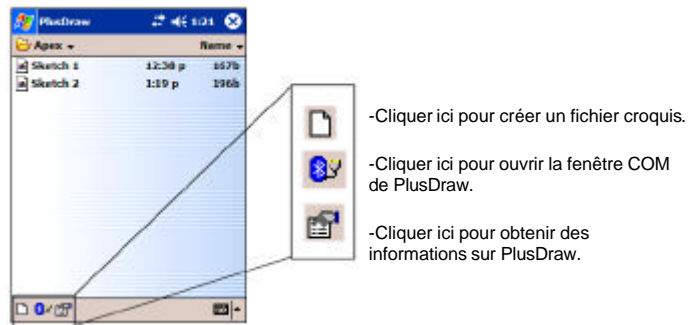 PlusDraw 1:21
Apex Name
Sketch 1 12:38 p 167b
Sketch 2 1:19 p 196b
-Cliquer ici pour créer un fichier croquis.
-Cliquer ici pour ouvrir la fenêtre COM
de PlusDraw.
-Cliquer ici pour obtenir des
informations sur PlusDraw.